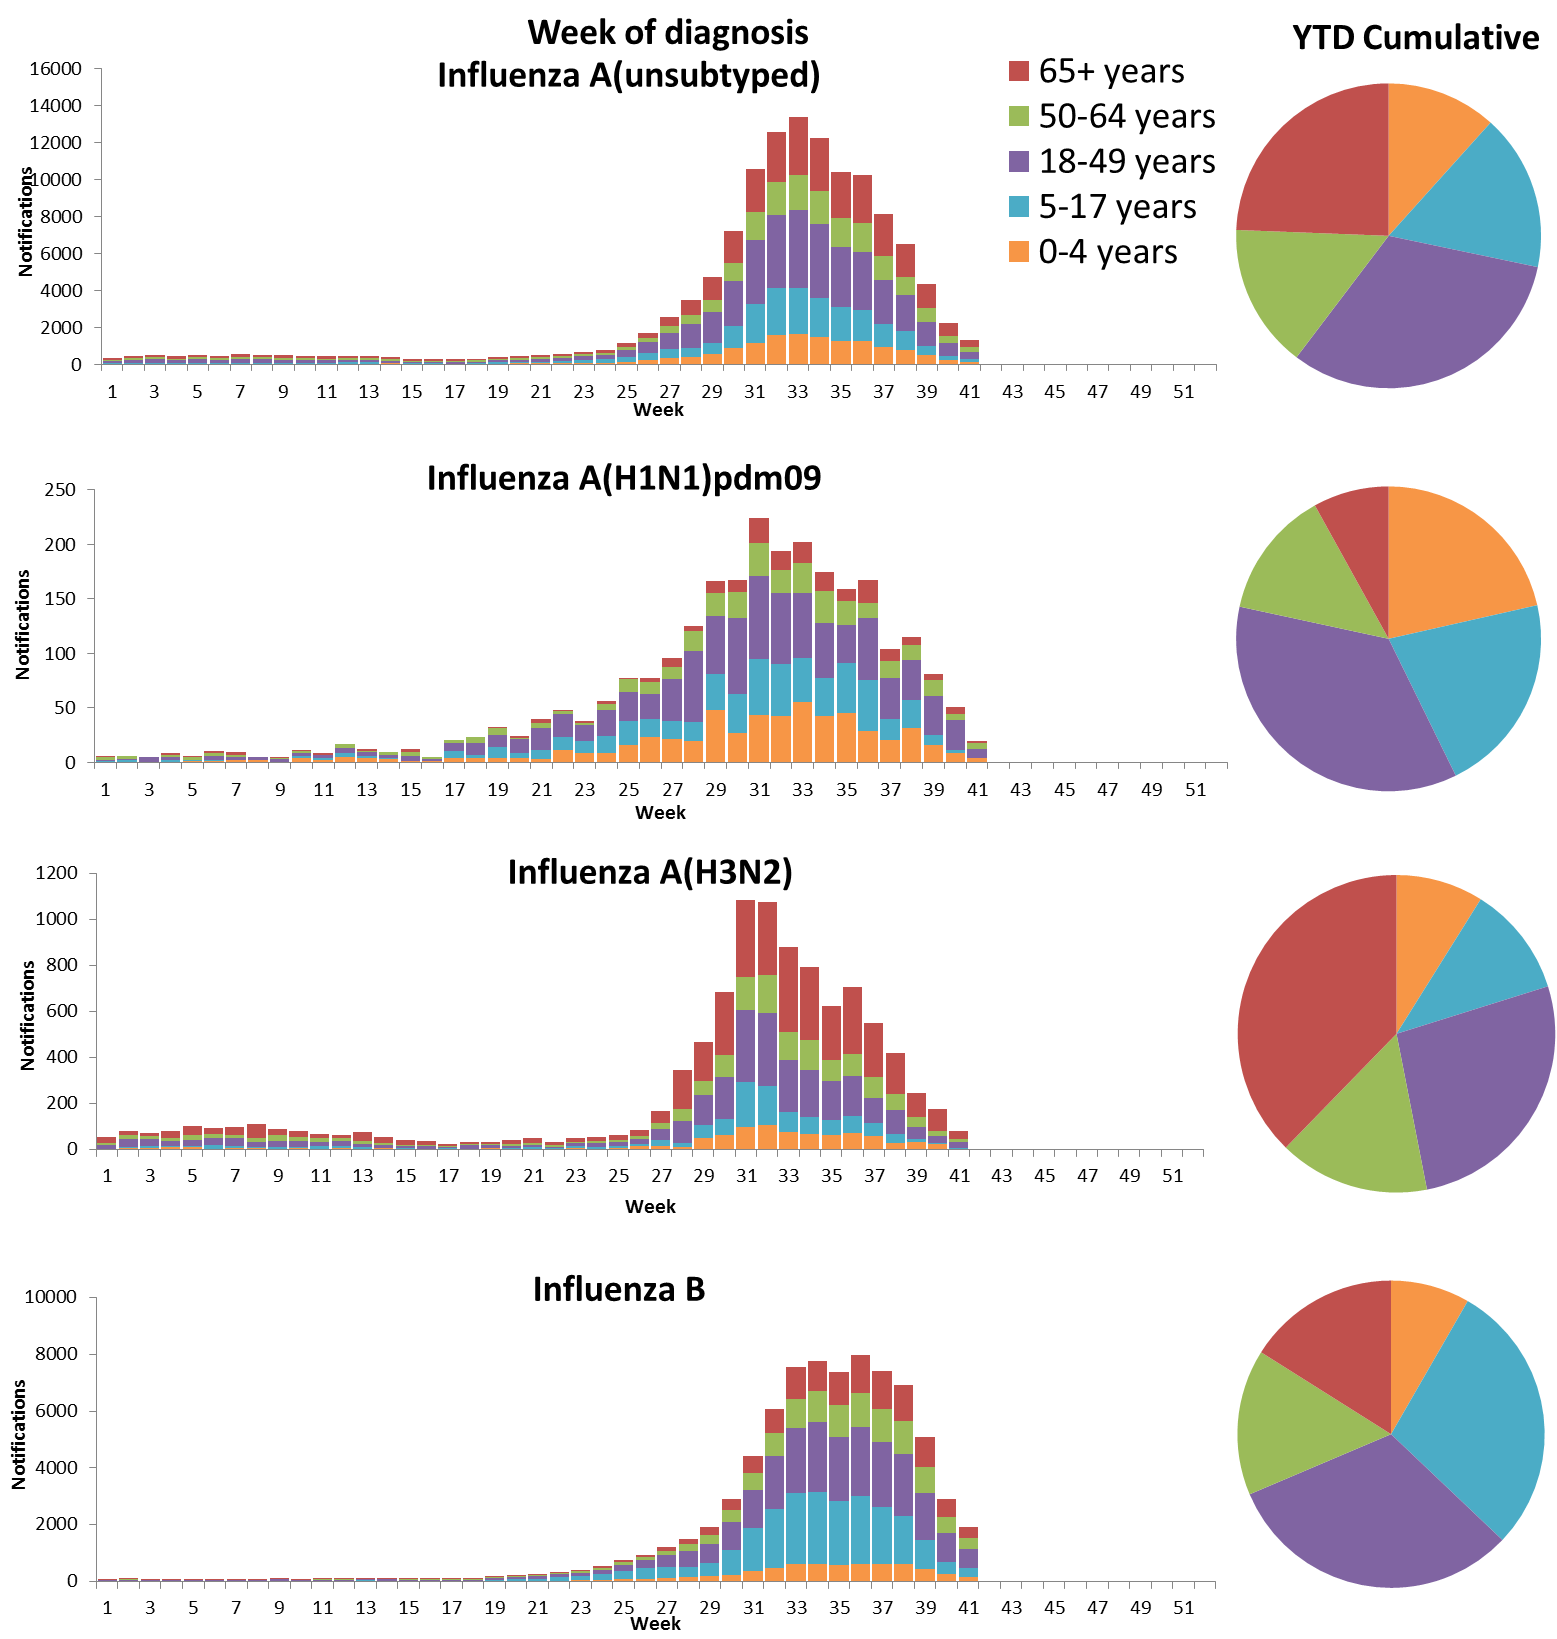 Week of diagnosis
YTD Cumulative
Influenza A(unsubtyped)
65+ years
50-64 years
18-49 years
5-17 years
0-4 years
Notifications
16000
14000
12000
10000
8000
6000
4000
2000
0
1 3 5 7 9 11 13 15 17 19 21 23 25 27 29 31 33 35 37 39 41 43 45 47 49 51
Week
Influenza A(H1N1)pdm09
Notifications
250
200
150
100
50
0
1 3 5 7 9 11 13 15 17 19 21 23 25 27 29 31 33 35 37 39 41 43 45 47 49 51
Week
Influenza A(H3N2)
Notifications
1200
1000
800
600
400
200
0
1 3 5 7 9 11 13 15 17 19 21 23 25 27 29 31 33 35 37 39 41 43 45 47 49 51
Week
Influenza B
Notifications
10000
8000
6000
4000
2000
0
1 3 5 7 9 11 13 15 17 19 21 23 25 27 29 31 33 35 37 39 41 43 45 47 49 51
Week